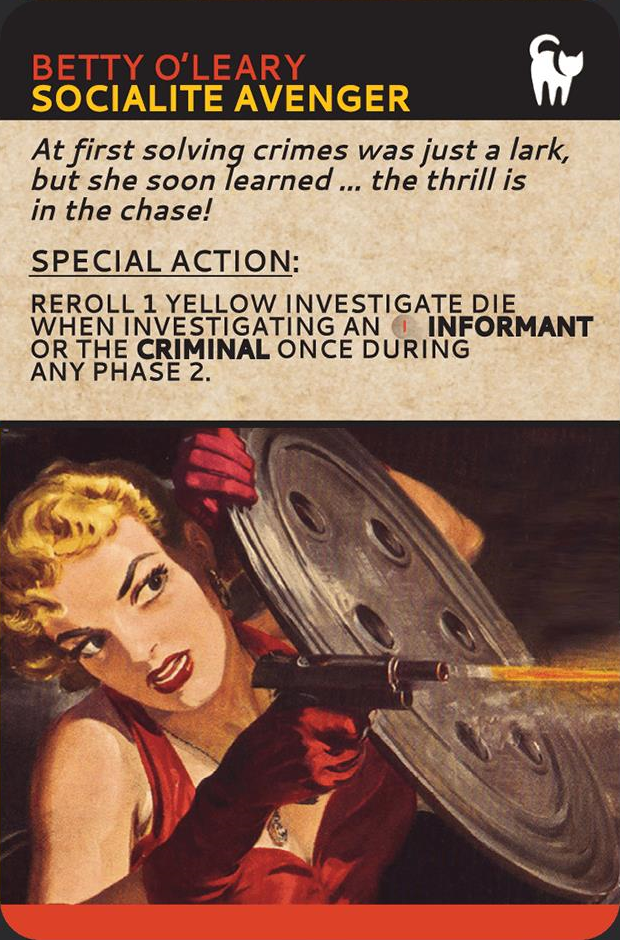 BETTY O'LEARY
SOCIALITE AVENGER
At first solving crimes was just a lark,
but she soon learned ... the thrill is
in the chase!
SPECIAL ACTION:
REROLL 1 YELLOW INVESTIGATE DIE
WHEN INVESTIGATING AN I INFORMANT
OR THE CRIMINAL ONCE DURING
ANY PHASE 2.